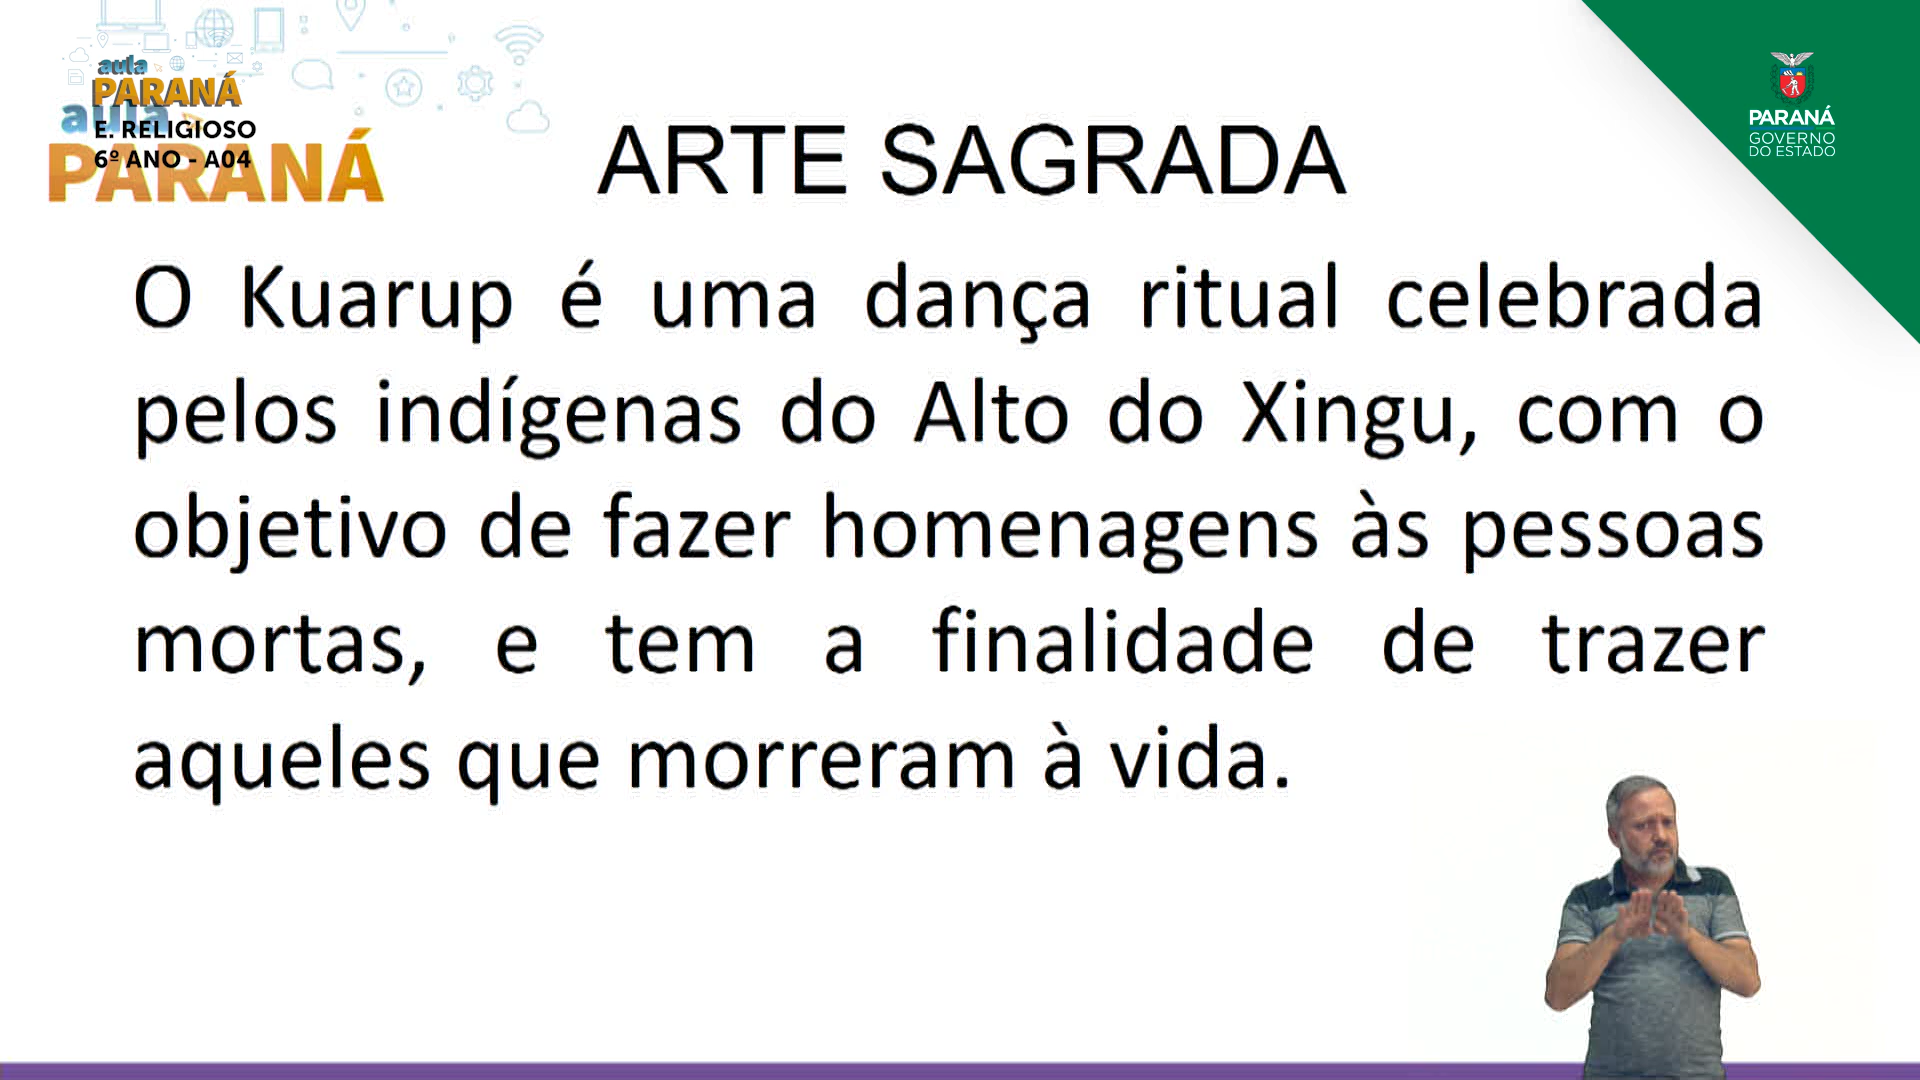 aula
PARANÁ
E. RELIGIOSO
6º ANO - A04
aula
PARANÁ
PARANÁ
GOVERNO
DO ESTADO
ARTE SAGRADA
O Kuarup é uma dança ritual celebrada
pelos indígenas do Alto do Xingu, com o
objetivo de fazer homenagens às pessoas
mortas, e tem a finalidade de trazer
aqueles que morreram à vida.